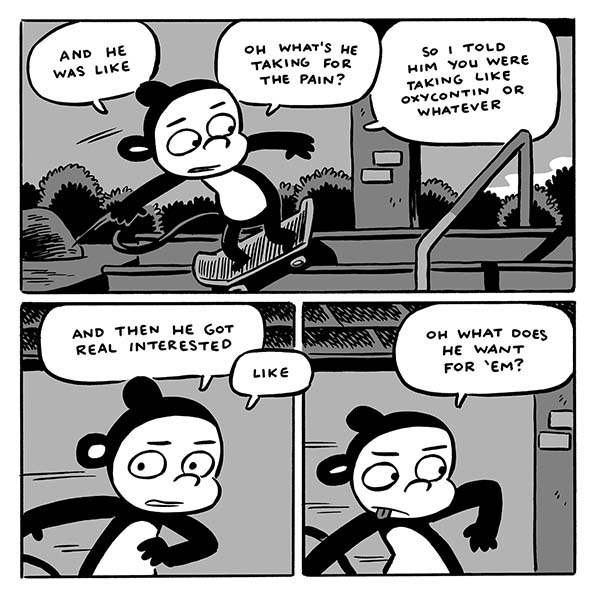 AND HE
WAS LIKE
OH WHAT'S HE
TAKING FOR
THE PAIN?
SO I TOLD
HIM YOU WERE
TAKING LIKE
OXYCONTIN OR
WHATEVER
AND THEN HE GOT
REAL INTERESTED
LIKE
OH WHAT DOES
HE WANT
FOR 'EM?